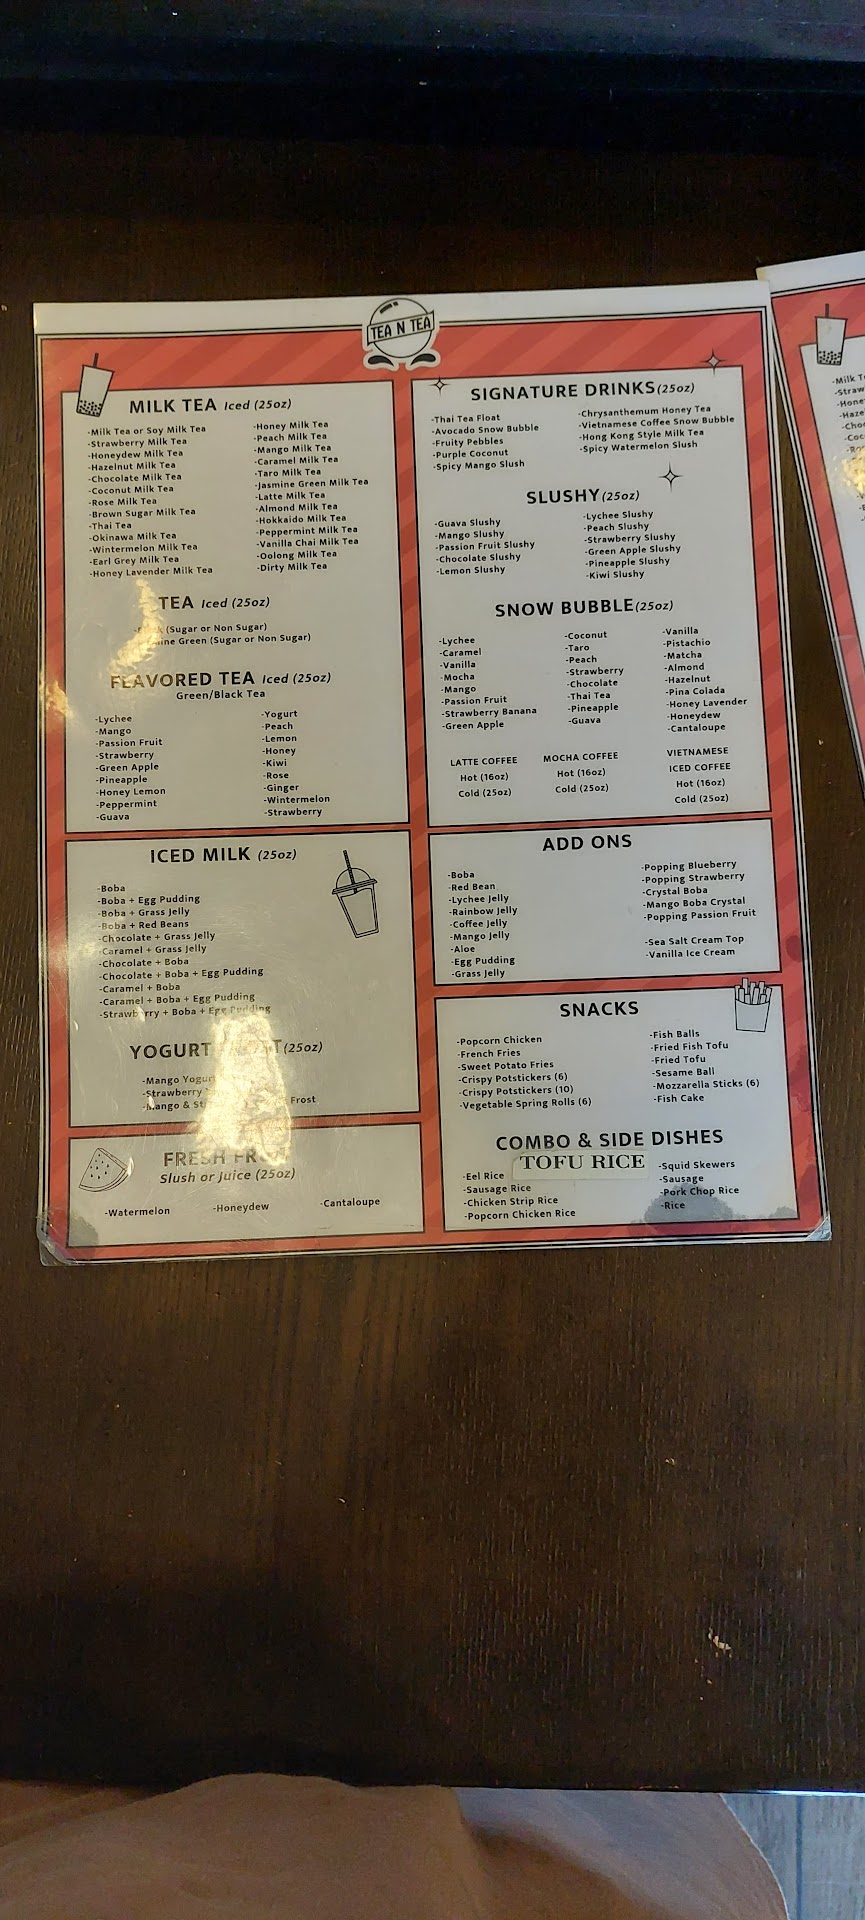 TEA N TEA
MILK TEA Iced (25oz)
-Milk Tea or Soy Milk Tea
-Strawberry Milk Tea
-Honeydew Milk Tea
-Hazelnut Milk Tea
-Chocolate Milk Tea
-Coconut Milk Tea
-Rose Milk Tea
-Brown Sugar Milk Tea
-Thai Tea
-Okinawa Milk Tea
-Wintermelon Milk Tea
-Earl Grey Milk Tea
-Honey Lavender Milk Tea
-Honey Milk Tea
-Peach Milk Tea
-Mango Milk Tea
-Caramel Milk Tea
-Taro Milk Tea
-Jasmine Green Milk Tea
-Latte Milk Tea
-Almond Milk Tea
-Hokkaido Milk Tea
-Peppermint Milk Tea
-Vanilla Chai Milk Tea
-Oolong Milk Tea
-Dirty Milk Tea
TEA Iced (25oz)
(Sugar or Non Sugar)
Green (Sugar or Non Sugar)
FLAVORED TEA Iced (25oz)
Green/Black Tea
-Lychee
-Mango
-Passion Fruit
-Strawberry
-Green Apple
-Pineapple
-Honey Lemon
-Peppermint
-Guava
-Yogurt
-Peach
-Lemon
-Honey
-Kiwi
-Rose
-Ginger
-Wintermelon
-Strawberry
ICED MILK (25oz)
-Boba
-Boba + Egg Pudding
-Boba + Grass Jelly
-Boba + Red Beans
-Chocolate + Grass Jelly
-Caramel + Grass Jelly
-Chocolate + Boba
-Chocolate + Boba + Egg Pudding
-Caramel + Boba
-Caramel + Boba + Egg Pudding
-Strawberry + Boba + Egg Pudding
YOGURT (25oz)
-Mango Yogurt
-Strawberry
-Mango & Frost
FRESH
Slush or Juice (25oz)
-Watermelon
-Honeydew
-Cantaloupe
SIGNATURE DRINKS(25oz)
-Thai Tea Float
-Avocado Snow Bubble
-Fruity Pebbles
-Purple Coconut
-Spicy Mango Slush
-Chrysanthemum Honey Tea
-Vietnamese Coffee Snow Bubble
-Hong Kong Style Milk Tea
-Spicy Watermelon Slush
SLUSHY(25oz)
-Guava Slushy
-Mango Slushy
-Passion Fruit Slushy
-Chocolate Slushy
-Lemon Slushy
-Lychee Slushy
-Peach Slushy
-Strawberry Slushy
-Green Apple Slushy
-Pineapple Slushy
-Kiwi Slushy
SNOW BUBBLE(25oz)
-Lychee
-Caramel
-Vanilla
-Mocha
-Mango
-Passion Fruit
-Strawberry Banana
-Green Apple
-Coconut
-Taro
-Peach
-Strawberry
-Chocolate
-Thai Tea
-Pineapple
-Guava
-Vanilla
-Pistachio
-Matcha
-Almond
-Hazelnut
-Pina Colada
-Honey Lavender
-Honeydew
-Cantaloupe
LATTE COFFEE
Hot (16oz)
Cold (25oz)
MOCHA COFFEE
Hot (16oz)
Cold (25oz)
VIETNAMESE
ICED COFFEE
Hot (16oz)
Cold (25oz)
ADD ONS
-Boba
-Red Bean
-Lychee Jelly
-Rainbow Jelly
-Coffee Jelly
-Mango Jelly
-Aloe
-Egg Pudding
-Grass Jelly
-Popping Blueberry
-Popping Strawberry
-Crystal Boba
-Mango Boba Crystal
-Popping Passion Fruit
-Sea Salt Cream Top
-Vanilla Ice Cream
SNACKS
-Popcorn Chicken
-French Fries
-Sweet Potato Fries
-Crispy Potstickers (6)
-Crispy Potstickers (10)
-Vegetable Spring Rolls (6)
-Fish Balls
-Fried Fish Tofu
-Fried Tofu
-Sesame Ball
-Mozzarella Sticks (6)
-Fish Cake
COMBO & SIDE DISHES
TOFU RICE
-Eel Rice
-Sausage Rice
-Chicken Strip Rice
-Popcorn Chicken Rice
-Squid Skewers
-Sausage
-Pork Chop Rice
-Rice